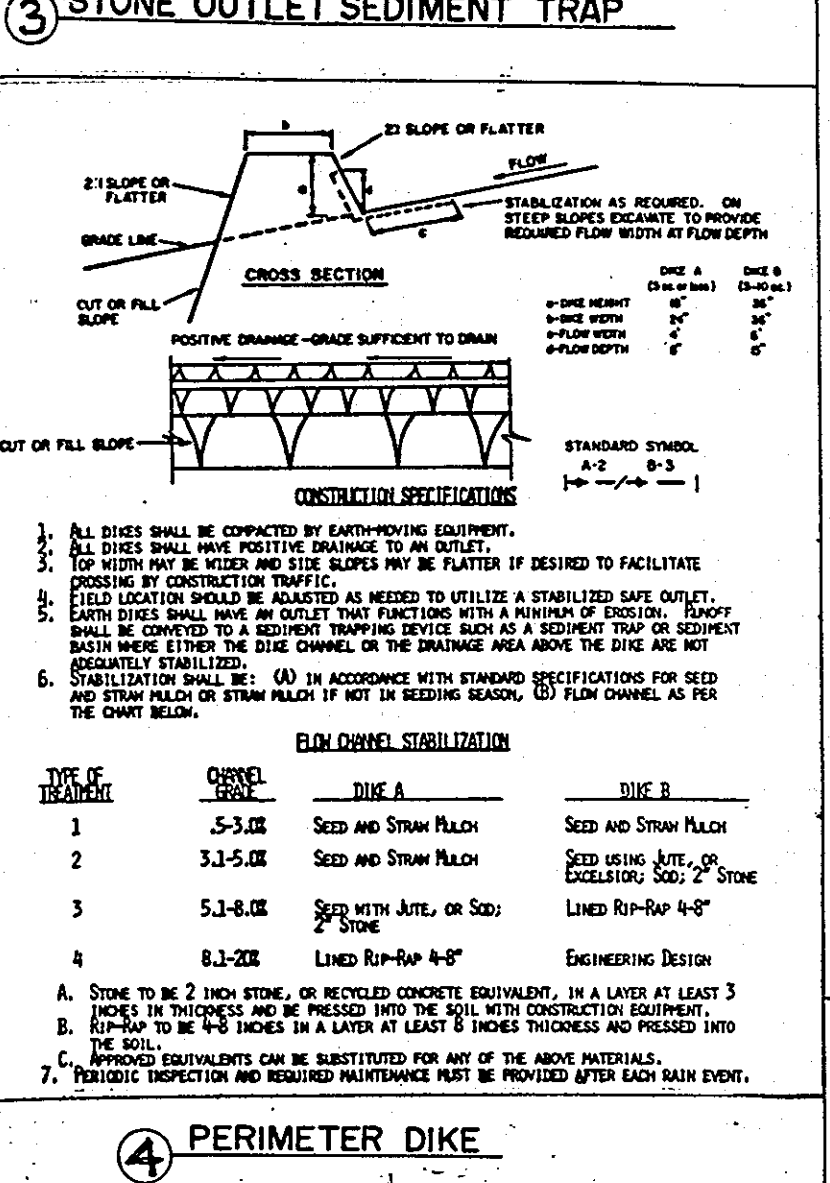 3 STONE OUTLET SEDIMENT TRAP
b
2:1 SLOPE OR FLATTER
FLOW
2:1 SLOPE OR
FLATTER
a
d
STABILIZATION AS REQUIRED. ON
STEEP SLOPES EXCAVATE TO PROVIDE
REQUIRED FLOW WIDTH AT FLOW DEPTH
c
GRADE LINE
CROSS SECTION
CUT OR FILL
SLOPE
DIKE A DIKE B
(5 ac. or less) (5-10 ac.)
a-DIKE HEIGHT 18" 36"
b-DIKE WIDTH 24" 36"
c-FLOW WIDTH 4' 6'
d-FLOW DEPTH 8"
POSITIVE DRAINAGE - GRADE SUFFICIENT TO DRAIN
CUT OR FILL SLOPE
STANDARD SYMBOL
A-2 B-3
CONSTRUCTION SPECIFICATIONS
1. ALL DIKES SHALL BE COMPACTED BY EARTH-MOVING EQUIPMENT.
2. ALL DIKES SHALL HAVE POSITIVE DRAINAGE TO AN OUTLET.
3. TOP WIDTH MAY BE WIDER AND SIDE SLOPES MAY BE FLATTER IF DESIRED TO FACILITATE
CROSSING BY CONSTRUCTION TRAFFIC.
4. FIELD LOCATION SHOULD BE ADJUSTED AS NEEDED TO UTILIZE A STABILIZED SAFE OUTLET.
5. EARTH DIKES SHALL HAVE AN OUTLET THAT FUNCTIONS WITH A MINIMUM OF EROSION. RUNOFF
SHALL BE CONVEYED TO A SEDIMENT TRAPPING DEVICE SUCH AS A SEDIMENT TRAP OR SEDIMENT
BASIN WHERE EITHER THE DIKE CHANNEL OR THE DRAINAGE AREA ABOVE THE DIKE ARE NOT
ADEQUATELY STABILIZED.
6. STABILIZATION SHALL BE: (A) IN ACCORDANCE WITH STANDARD SPECIFICATIONS FOR SEED
AND STRAW MULCH OR STRAW MULCH IF NOT IN SEEDING SEASON, (B) FLOW CHANNEL AS PER
THE CHART BELOW.
FLOW CHANNEL STABILIZATION
TYPE OF TREATMENT CHANNEL GRADE DIKE A DIKE B
1 .5-3.0% SEED AND STRAW MULCH SEED AND STRAW MULCH
2 3.1-5.0% SEED AND STRAW MULCH SEED USING JUTE, OR
EXCELSIOR; SOD; 2" STONE
3 5.1-8.0% SEED WITH JUTE, OR SOD; LINED RIP-RAP 4-8"
2" STONE
4 8.1-20% LINED RIP-RAP 4-8" ENGINEERING DESIGN
A. STONE TO BE 2 INCH STONE, OR RECYCLED CONCRETE EQUIVALENT, IN A LAYER AT LEAST 3
INCHES IN THICKNESS AND BE PRESSED INTO THE SOIL WITH CONSTRUCTION EQUIPMENT.
B. RIP-RAP TO BE 4-8 INCHES IN A LAYER AT LEAST 8 INCHES THICKNESS AND PRESSED INTO
THE SOIL.
C. APPROVED EQUIVALENTS CAN BE SUBSTITUTED FOR ANY OF THE ABOVE MATERIALS.
7. PERIODIC INSPECTION AND REQUIRED MAINTENANCE MUST BE PROVIDED AFTER EACH RAIN EVENT.
4 PERIMETER DIKE